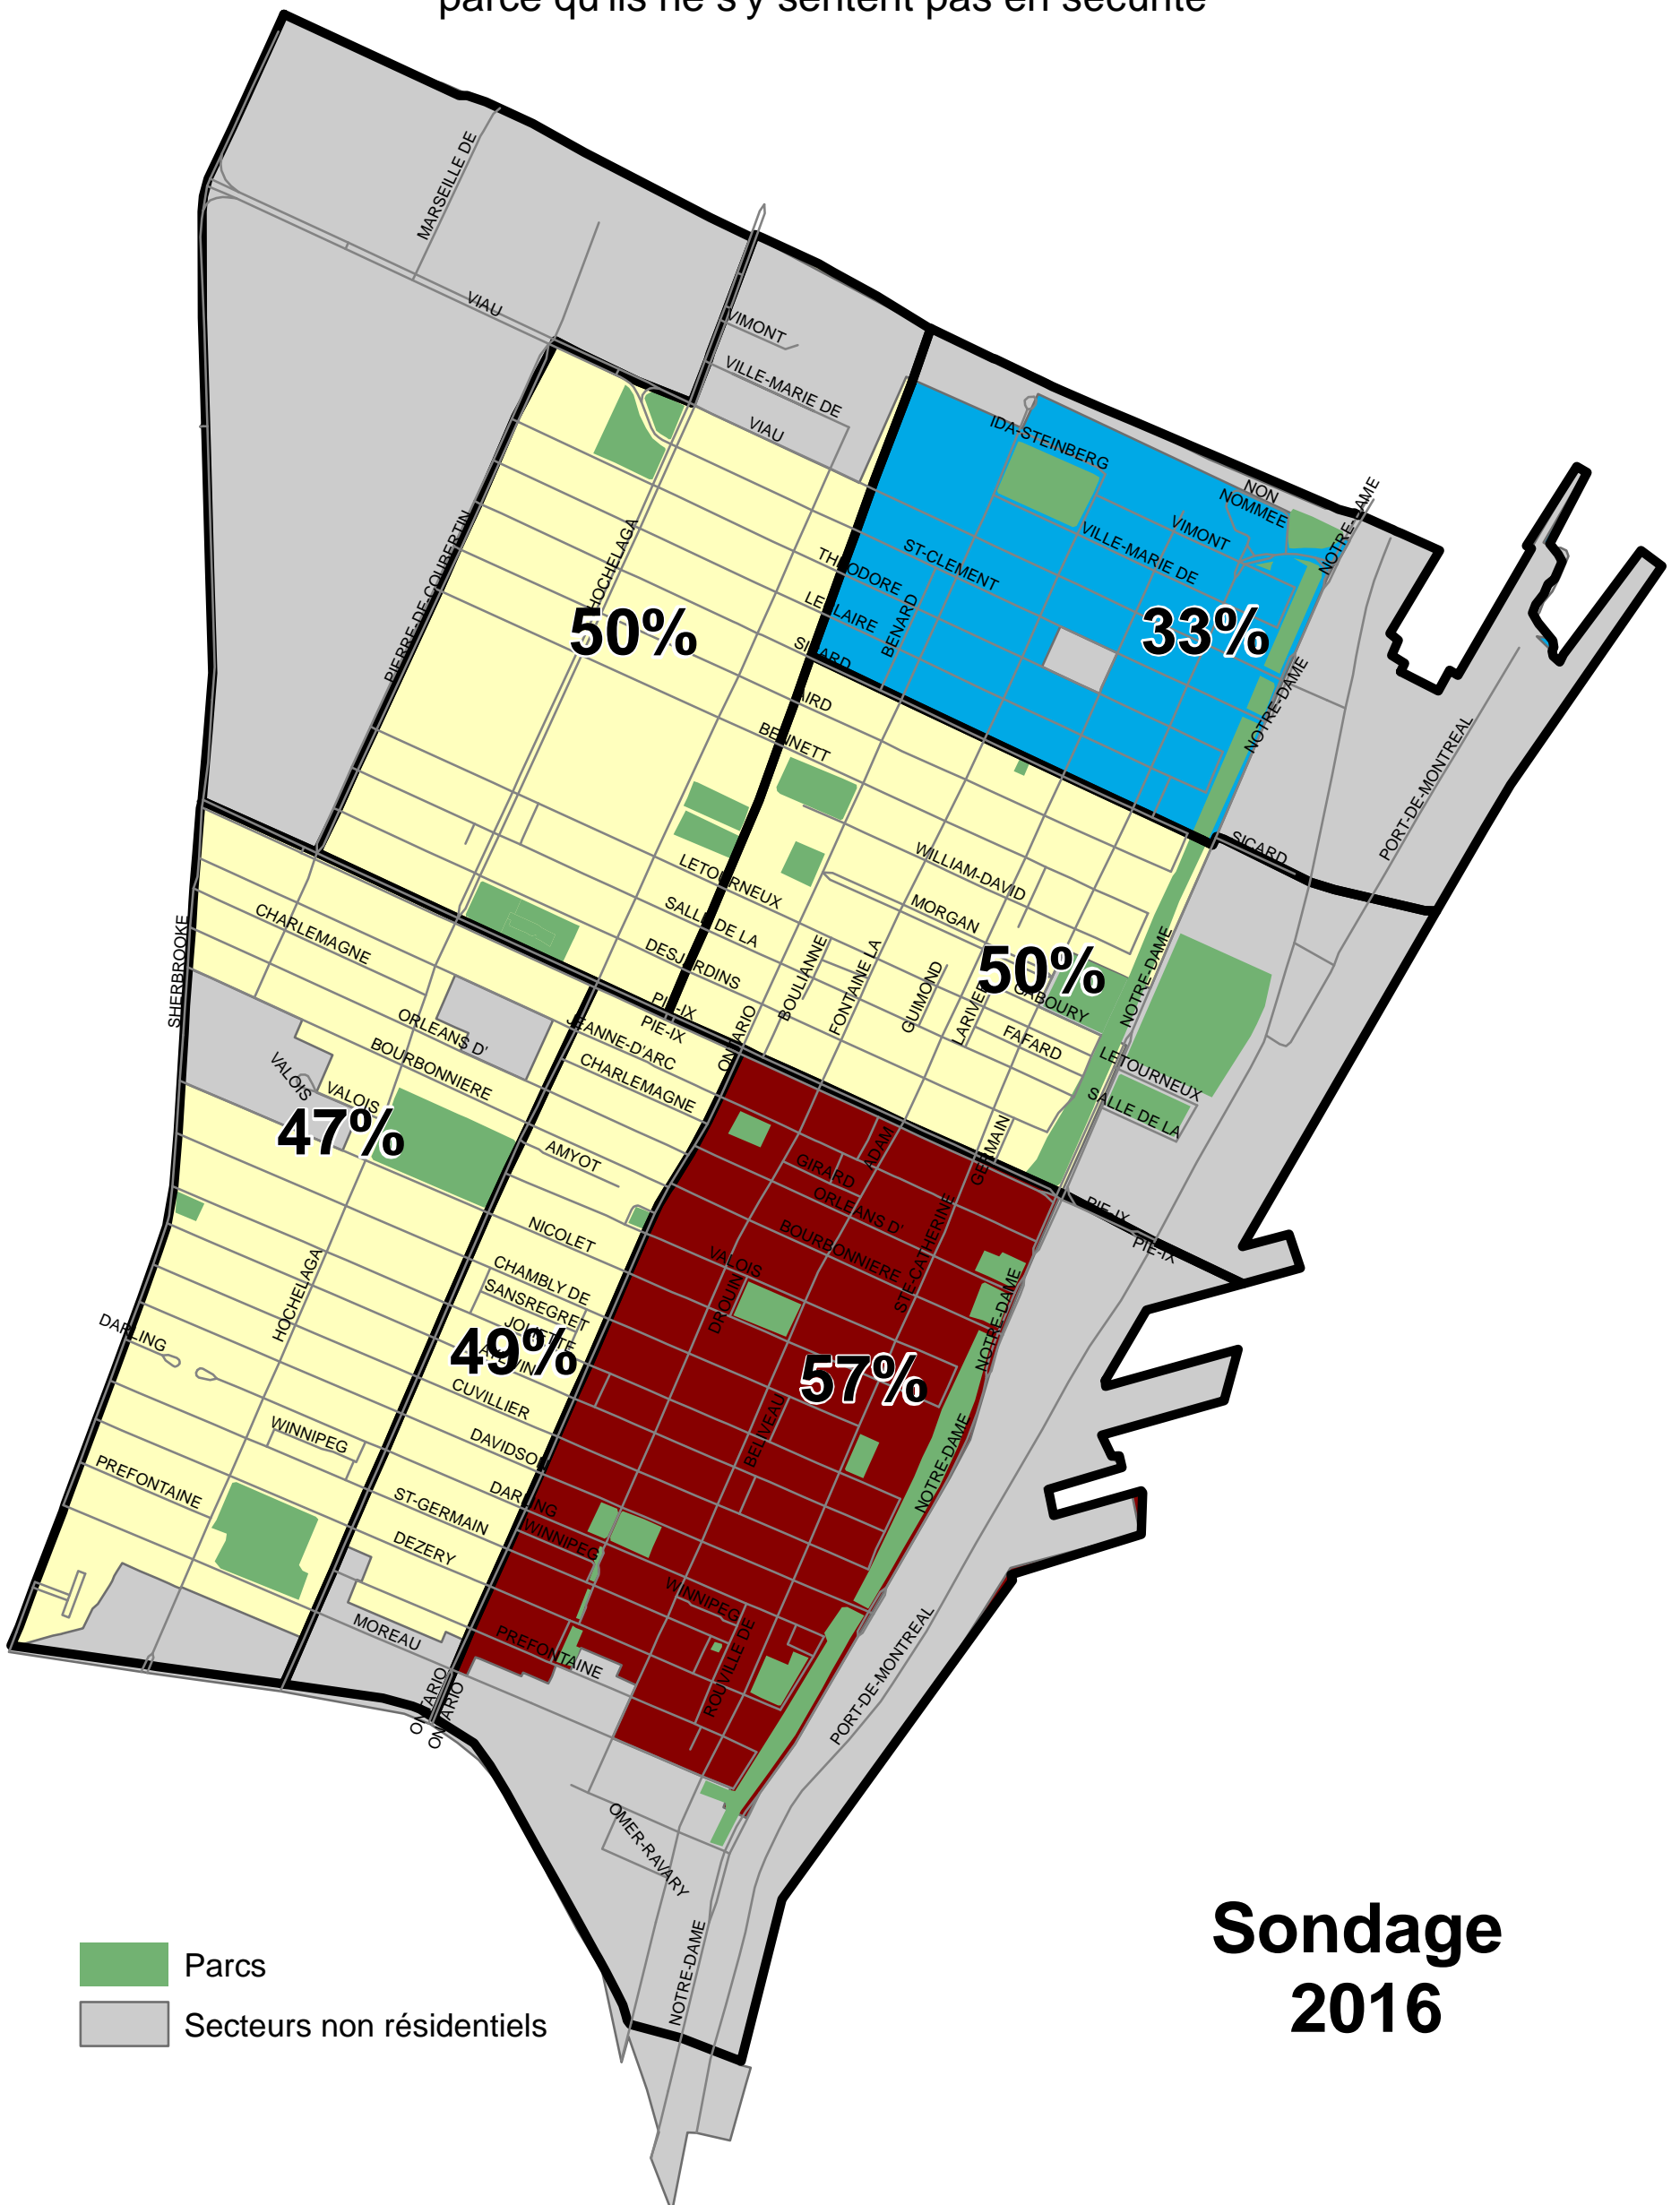 parce qu'ils ne s'y sentent pas en sécurité
MARSEILLE DE
VIAU
VIMONT
VILLE-MARIE DE
VIAU
IDA-STEINBERG
NON
NOMMEE
NOTRE-DAME
VIMONT
VILLE-MARIE DE
ST-CLEMENT
THEODORE
LECLAIRE
BENARD
SICARD
PIERRE-DE-COUBERTIN
HOCHELAGA
50%
33%
AIRD
BENNETT
NOTRE-DAME
PORT-DE-MONTREAL
SICARD
WILLIAM-DAVID
MORGAN
LETOURNEUX
SALLE DE LA
DESJARDINS
BOULIANNE
FONTAINE LA
GUIMOND
50%
GABOURY
FAFARD
NOTRE-DAME
LETOURNEUX
SALLE DE LA
SHERBROOKE
CHARLEMAGNE
PIE-IX
PIE-IX
ONTARIO
ORLEANS D'
BOURBONNIERE
JEANNE-D'ARC
CHARLEMAGNE
VALOIS
VALOIS
47%
AMYOT
ADAM
GERMAIN
GIRARD
ORLEANS D'
BOURBONNIERE
STE-CATHERINE
PIE-IX
PIE-IX
NICOLET
VALOIS
DROUIN
CHAMBLY DE
SANSREGRET
JOLIETTE
AYLWIN
49%
HOCHELAGA
DARLING
NOTRE-DAME
57%
CUVILLIER
DAVIDSON
BELIVEAU
NOTRE-DAME
WINNIPEG
PREFONTAINE
DARLING
WINNIPEG
ST-GERMAIN
DEZERY
WINNIPEG
ROUVILLE DE
MOREAU
PREFONTAINE
PORT-DE-MONTREAL
ONTARIO
ONTARIO
OMER-RAVARY
NOTRE-DAME
Parcs
Secteurs non résidentiels
Sondage
2016